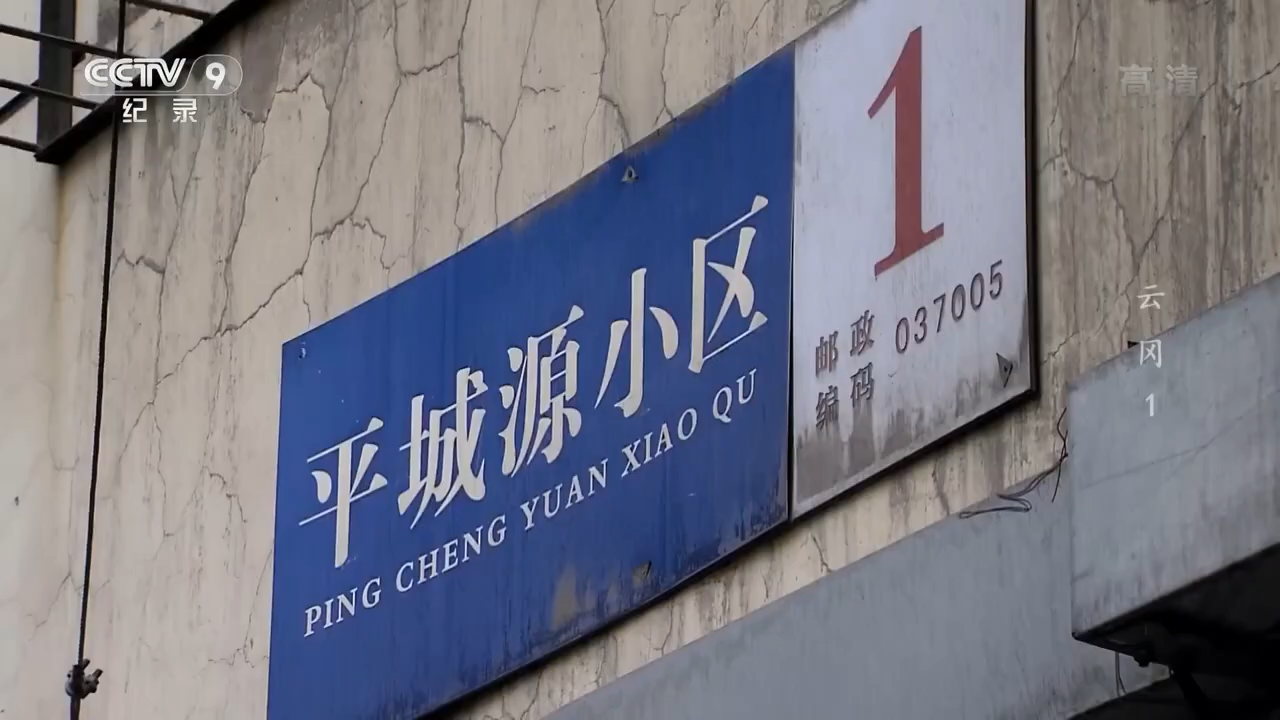 CCTV 9
纪录
高清
平城源小区
PING CHENG YUAN XIAO QU
1
邮政
编码
037005
云冈1